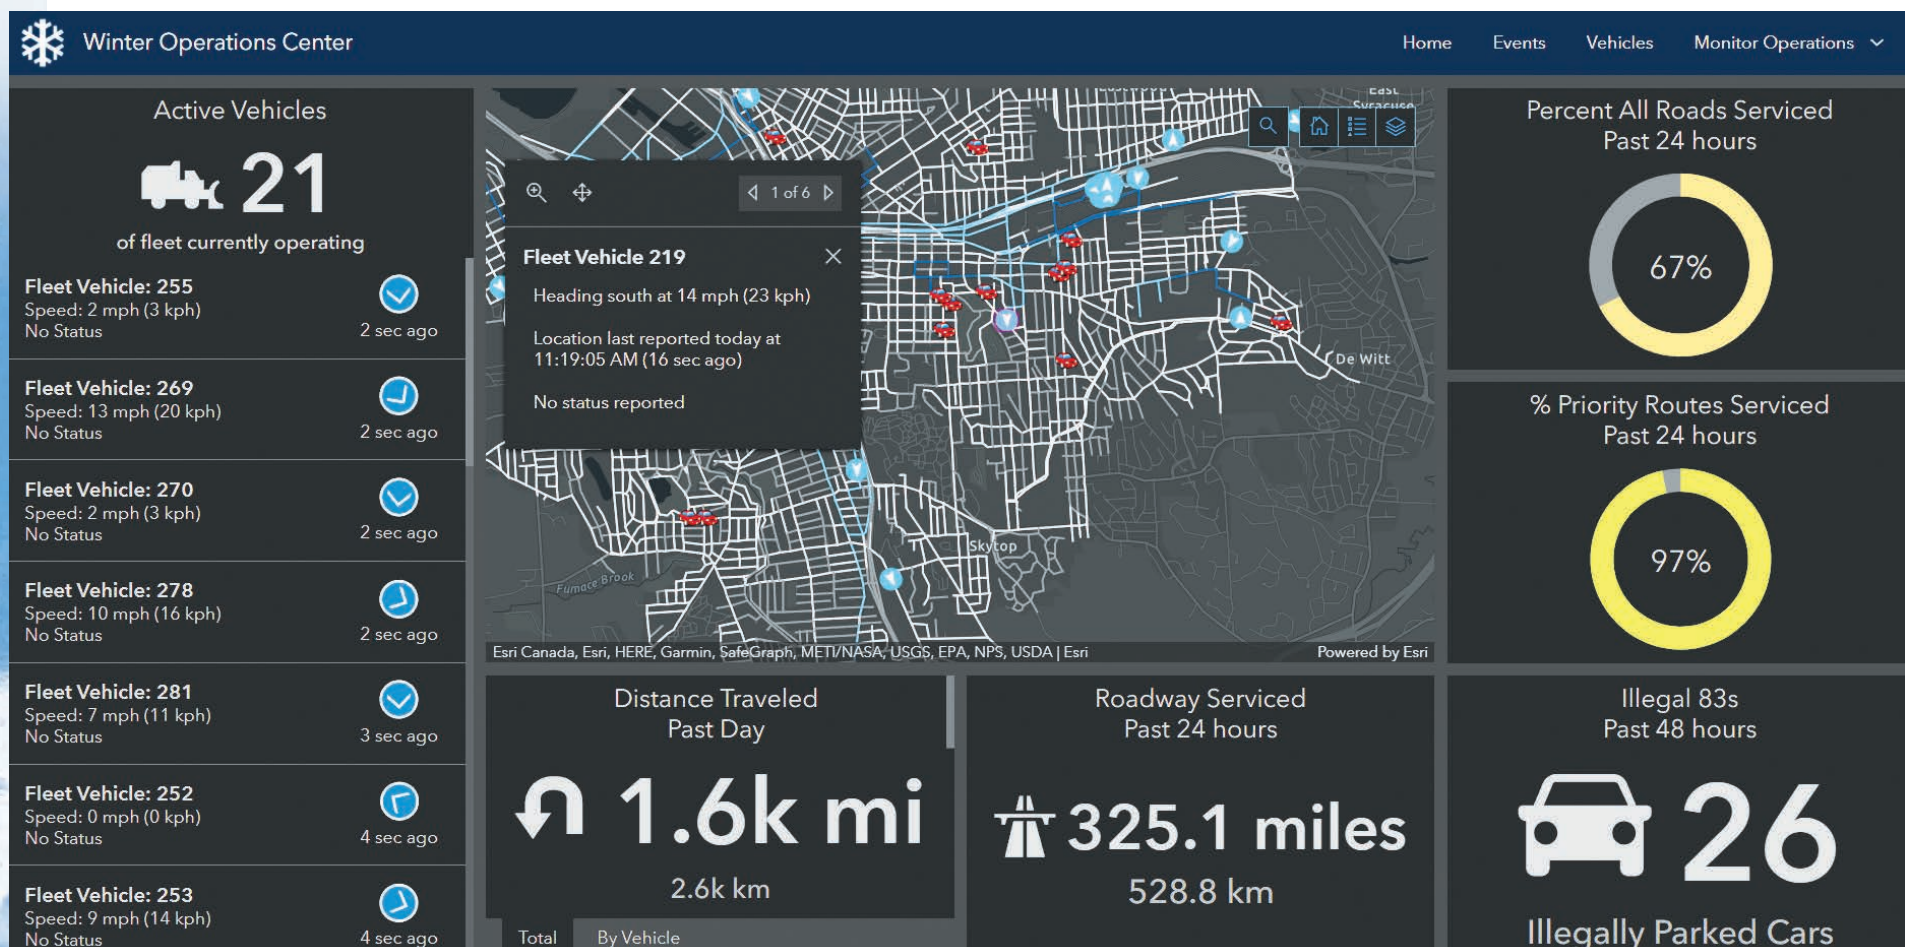 Winter Operations Center
Home
Events
Vehicles
Monitor Operations
Active Vehicles
21
of fleet currently operating
Fleet Vehicle: 255
Speed: 2 mph (3 kph)
No Status
2 sec ago
Fleet Vehicle: 269
Speed: 13 mph (20 kph)
No Status
2 sec ago
Fleet Vehicle: 270
Speed: 2 mph (3 kph)
No Status
2 sec ago
Fleet Vehicle: 278
Speed: 10 mph (16 kph)
No Status
2 sec ago
Fleet Vehicle: 281
Speed: 7 mph (11 kph)
No Status
3 sec ago
Fleet Vehicle: 252
Speed: 0 mph (0 kph)
No Status
4 sec ago
Fleet Vehicle: 253
Speed: 9 mph (14 kph)
No Status
4 sec ago
East
Syracuse
1 of 6
Fleet Vehicle 219
Heading south at 14 mph (23 kph)
Location last reported today at
11:19:05 AM (16 sec ago)
No status reported
De Witt
Skytop
Furnace Brook
Esri Canada, Esri, HERE, Garmin, SafeGraph, METI/NASA, USGS, EPA, NPS, USDA | Esri
Powered by Esri
Percent All Roads Serviced
Past 24 hours
67%
% Priority Routes Serviced
Past 24 hours
97%
Distance Traveled
Past Day
1.6k mi
2.6k km
Total
By Vehicle
Roadway Serviced
Past 24 hours
325.1 miles
528.8 km
Illegal 83s
Past 48 hours
26
Illegally Parked Cars